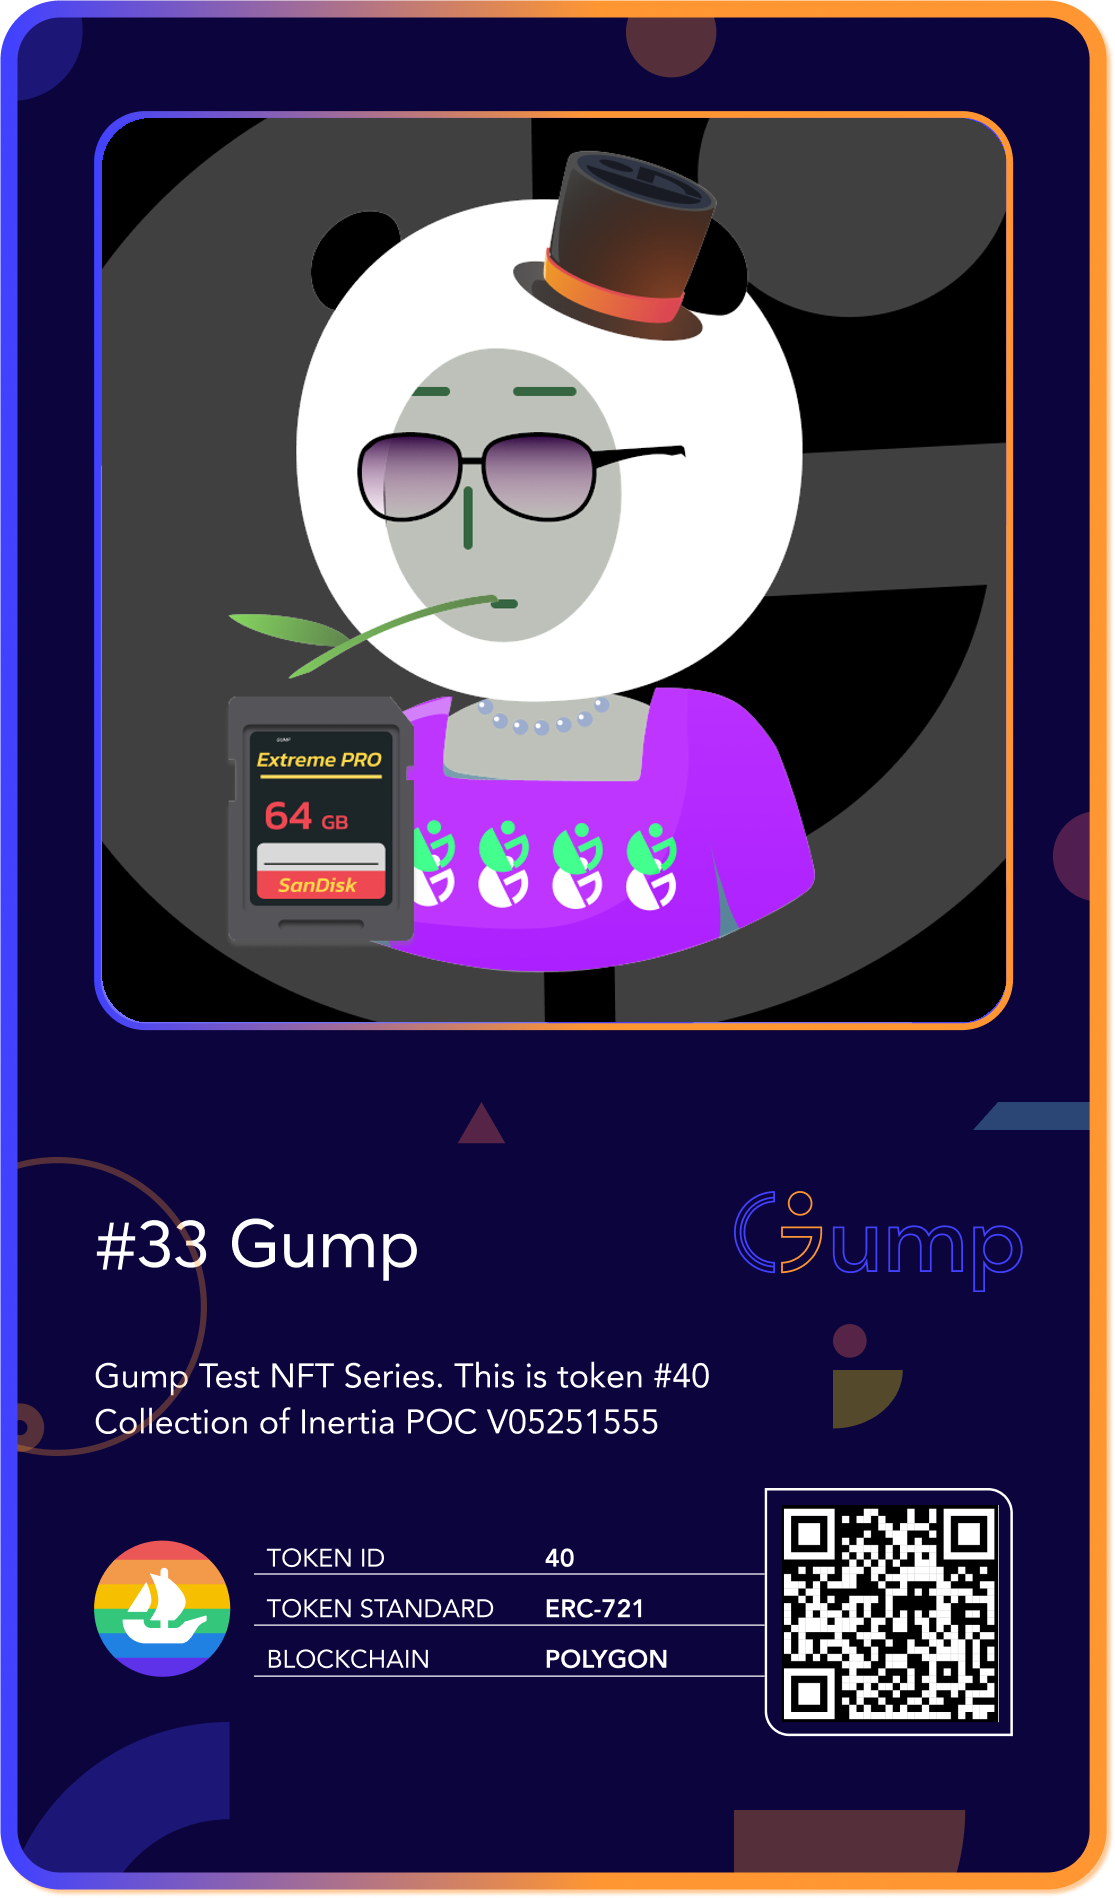 GUMP
Extreme PRO
64 GB
SanDisk
#33 Gump
Gump
Gump Test NFT Series. This is token #40
Collection of Inertia POC V05251555
TOKEN ID 40
TOKEN STANDARD ERC-721
BLOCKCHAIN POLYGON